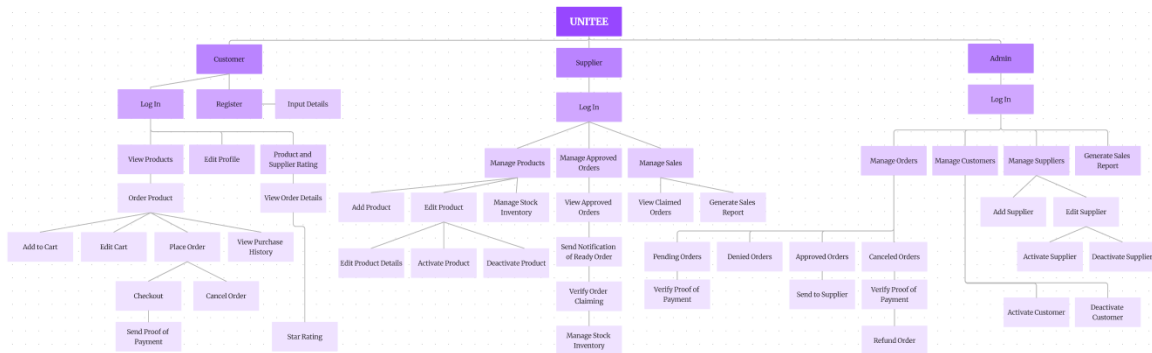 UNITEE
Customer
Supplier
Admin
Log In
Register
Input Details
Log In
Log In
View Products
Edit Profile
Product and
Supplier Rating
Manage Products
Manage Approved
Orders
Manage Sales
Manage Orders
Manage Customers
Manage Suppliers
Generate Sales
Report
Order Product
View Order Details
Add Product
Edit Product
Manage Stock
Inventory
View Approved
Orders
View Claimed
Orders
Generate Sales
Report
Add Supplier
Edit Supplier
Add to Cart
Edit Cart
Place Order
View Purchase
History
Edit Product Details
Activate Product
Deactivate Product
Send Notification
of Ready Order
Pending Orders
Denied Orders
Approved Orders
Canceled Orders
Activate Supplier
Deactivate Supplier
Checkout
Cancel Order
Verify Order
Claiming
Verify Proof of
Payment
Send to Supplier
Verify Proof of
Payment
Activate Customer
Deactivate
Customer
Send Proof of
Payment
Star Rating
Manage Stock
Inventory
Refund Order